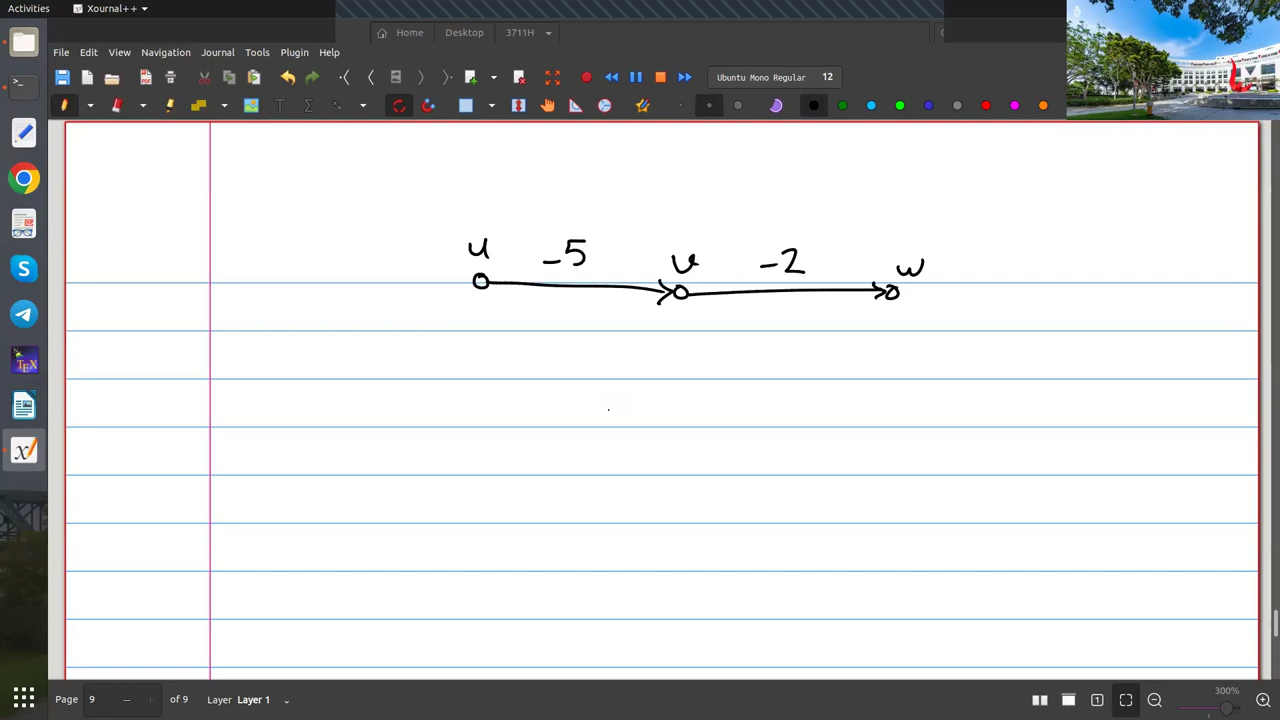 Activities Xournal++
Home Desktop 3711H
File Edit View Navigation Journal Tools Plugin Help
Ubuntu Mono Regular 12
u -5 v -2 w
Page 9 of 9 Layer Layer 1 300%